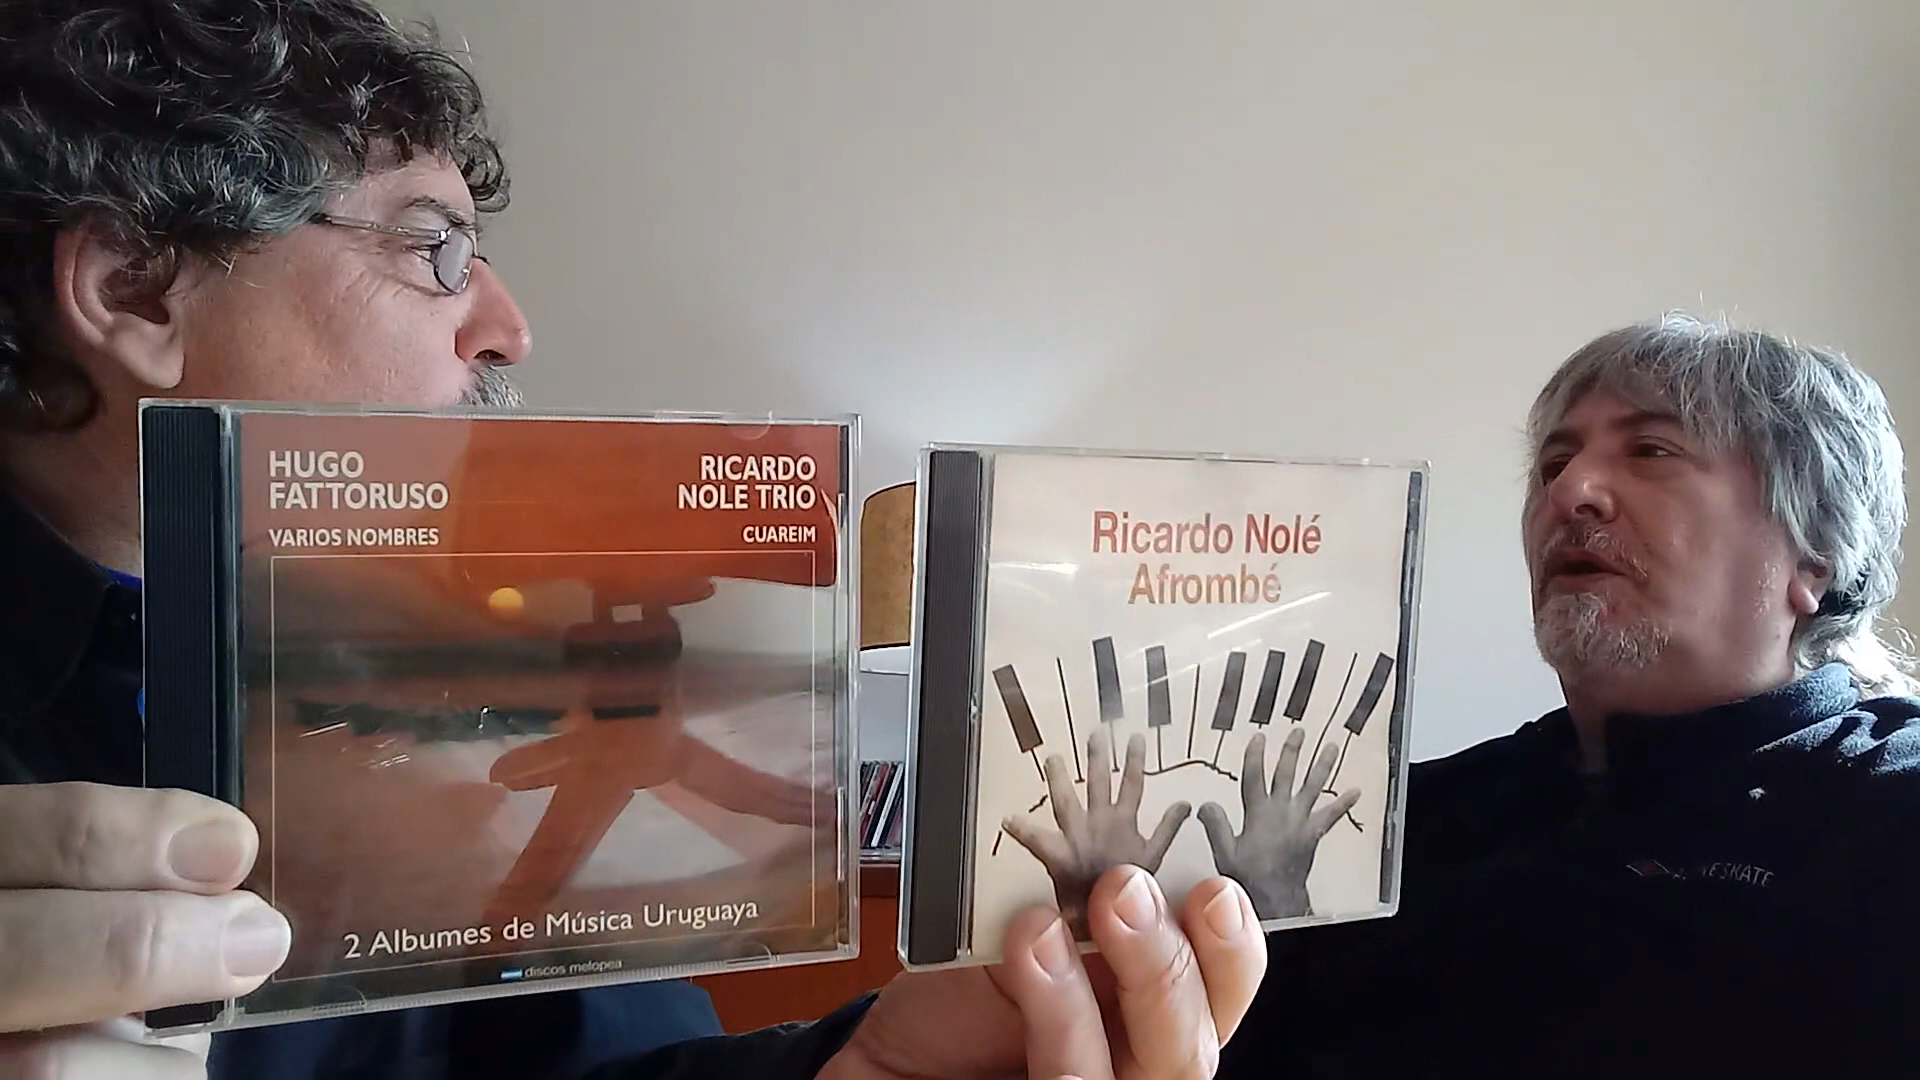 HUGO
FATTORUSO
VARIOS NOMBRES
RICARDO
NOLE TRIO
CUAREIM
2 Albumes de Música Uruguaya
discos melopea
Ricardo Nolé
Afrombé